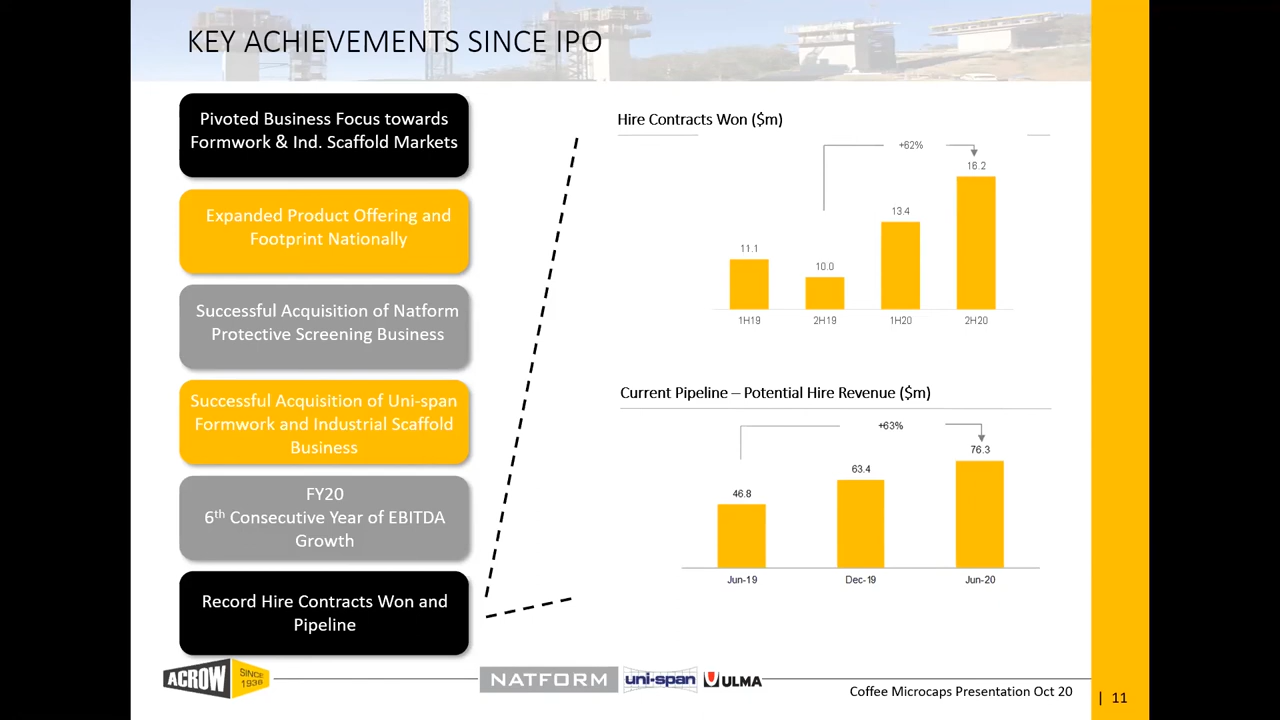 KEY ACHIEVEMENTS SINCE IPO
Pivoted Business Focus towards
Formwork & Ind. Scaffold Markets
Expanded Product Offering and
Footprint Nationally
Successful Acquisition of Natform
Protective Screening Business
Successful Acquisition of Uni-span
Formwork and Industrial Scaffold
Business
FY20
6th Consecutive Year of EBITDA
Growth
Record Hire Contracts Won and
Pipeline
Hire Contracts Won ($m)
+62%
16.2
13.4
11.1
10.0
1H19 2H19 1H20 2H20
Current Pipeline – Potential Hire Revenue ($m)
+63%
76.3
63.4
46.8
Jun-19 Dec-19 Jun-20
ACROW
SINCE
1936
NATFORM
uni-span
ULMA
Coffee Microcaps Presentation Oct 20
| 11